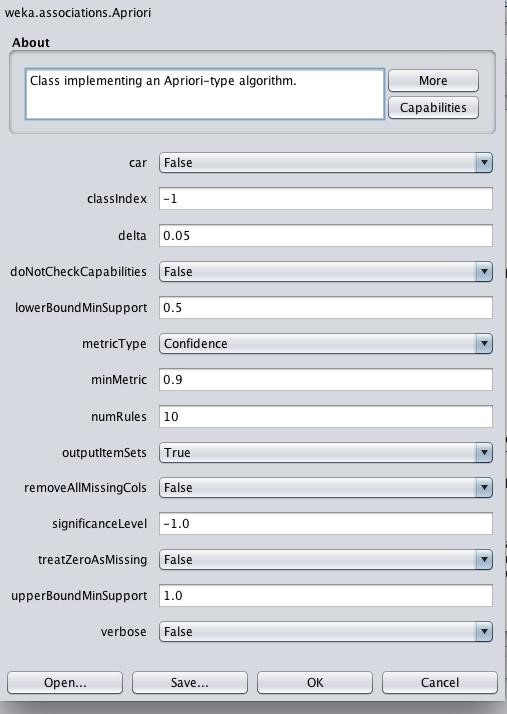 weka.associations.Apriori
About
Class implementing an Apriori-type algorithm.
More
Capabilities
car False
classIndex -1
delta 0.05
doNotCheckCapabilities False
lowerBoundMinSupport 0.5
metricType Confidence
minMetric 0.9
numRules 10
outputItemSets True
removeAllMissingCols False
significanceLevel -1.0
treatZeroAsMissing False
upperBoundMinSupport 1.0
verbose False
Open... Save... OK Cancel